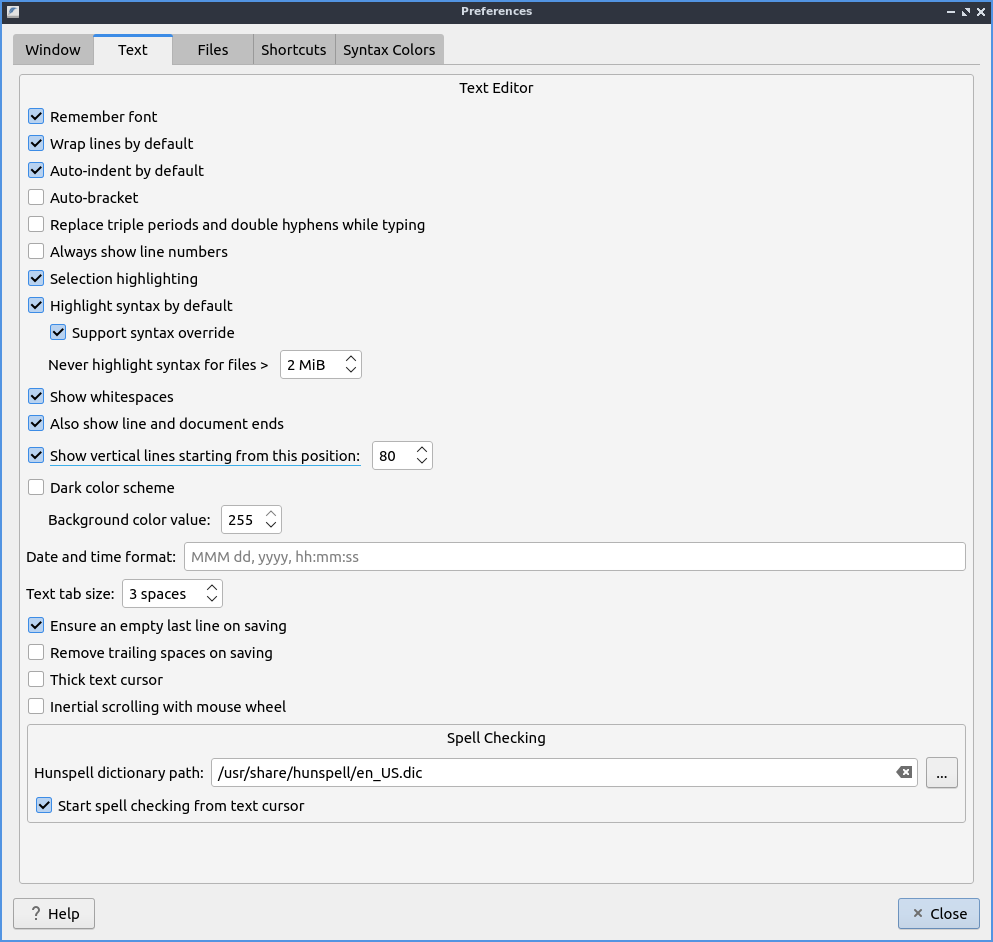 Preferences
Window Text Files Shortcuts Syntax Colors
Text Editor
Remember font
Wrap lines by default
Auto-indent by default
Auto-bracket
Replace triple periods and double hyphens while typing
Always show line numbers
Selection highlighting
Highlight syntax by default
Support syntax override
Never highlight syntax for files > 2 MiB
Show whitespaces
Also show line and document ends
Show vertical lines starting from this position: 80
Dark color scheme
Background color value: 255
Date and time format: MMM dd, yyyy, hh:mm:ss
Text tab size: 3 spaces
Ensure an empty last line on saving
Remove trailing spaces on saving
Thick text cursor
Inertial scrolling with mouse wheel
Spell Checking
Hunspell dictionary path: /usr/share/hunspell/en_US.dic ...
Start spell checking from text cursor
? Help Close